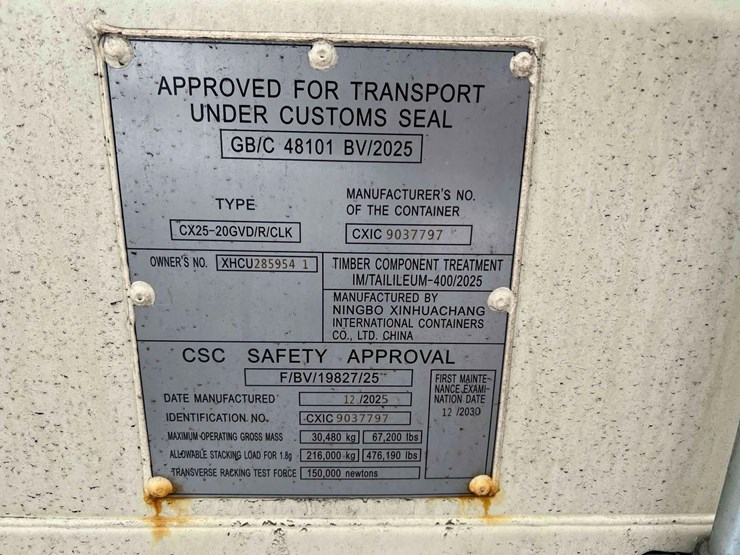 APPROVED FOR TRANSPORT
UNDER CUSTOMS SEAL
GB/C 48101 BV/2025
TYPE
CX25-20GVD/R/CLK
MANUFACTURER'S NO.
OF THE CONTAINER
CXIC 9037797
OWNER'S NO. XHCU285954 1
TIMBER COMPONENT TREATMENT
IM/TAILILEUM-400/2025
MANUFACTURED BY
NINGBO XINHUACHANG
INTERNATIONAL CONTAINERS
CO., LTD. CHINA
CSC SAFETY APPROVAL
F/BV/19827/25
DATE MANUFACTURED 12/2025
IDENTIFICATION NO. CXIC 9037797
MAXIMUM OPERATING GROSS MASS 30,480 kg 67,200 lbs
ALLOWABLE STACKING LOAD FOR 1.8g 216,000 kg 476,190 lbs
TRANSVERSE RACKING TEST FORCE 150,000 newtons
FIRST MAINTE-
NANCE EXAMI-
NATION DATE
12 /2030